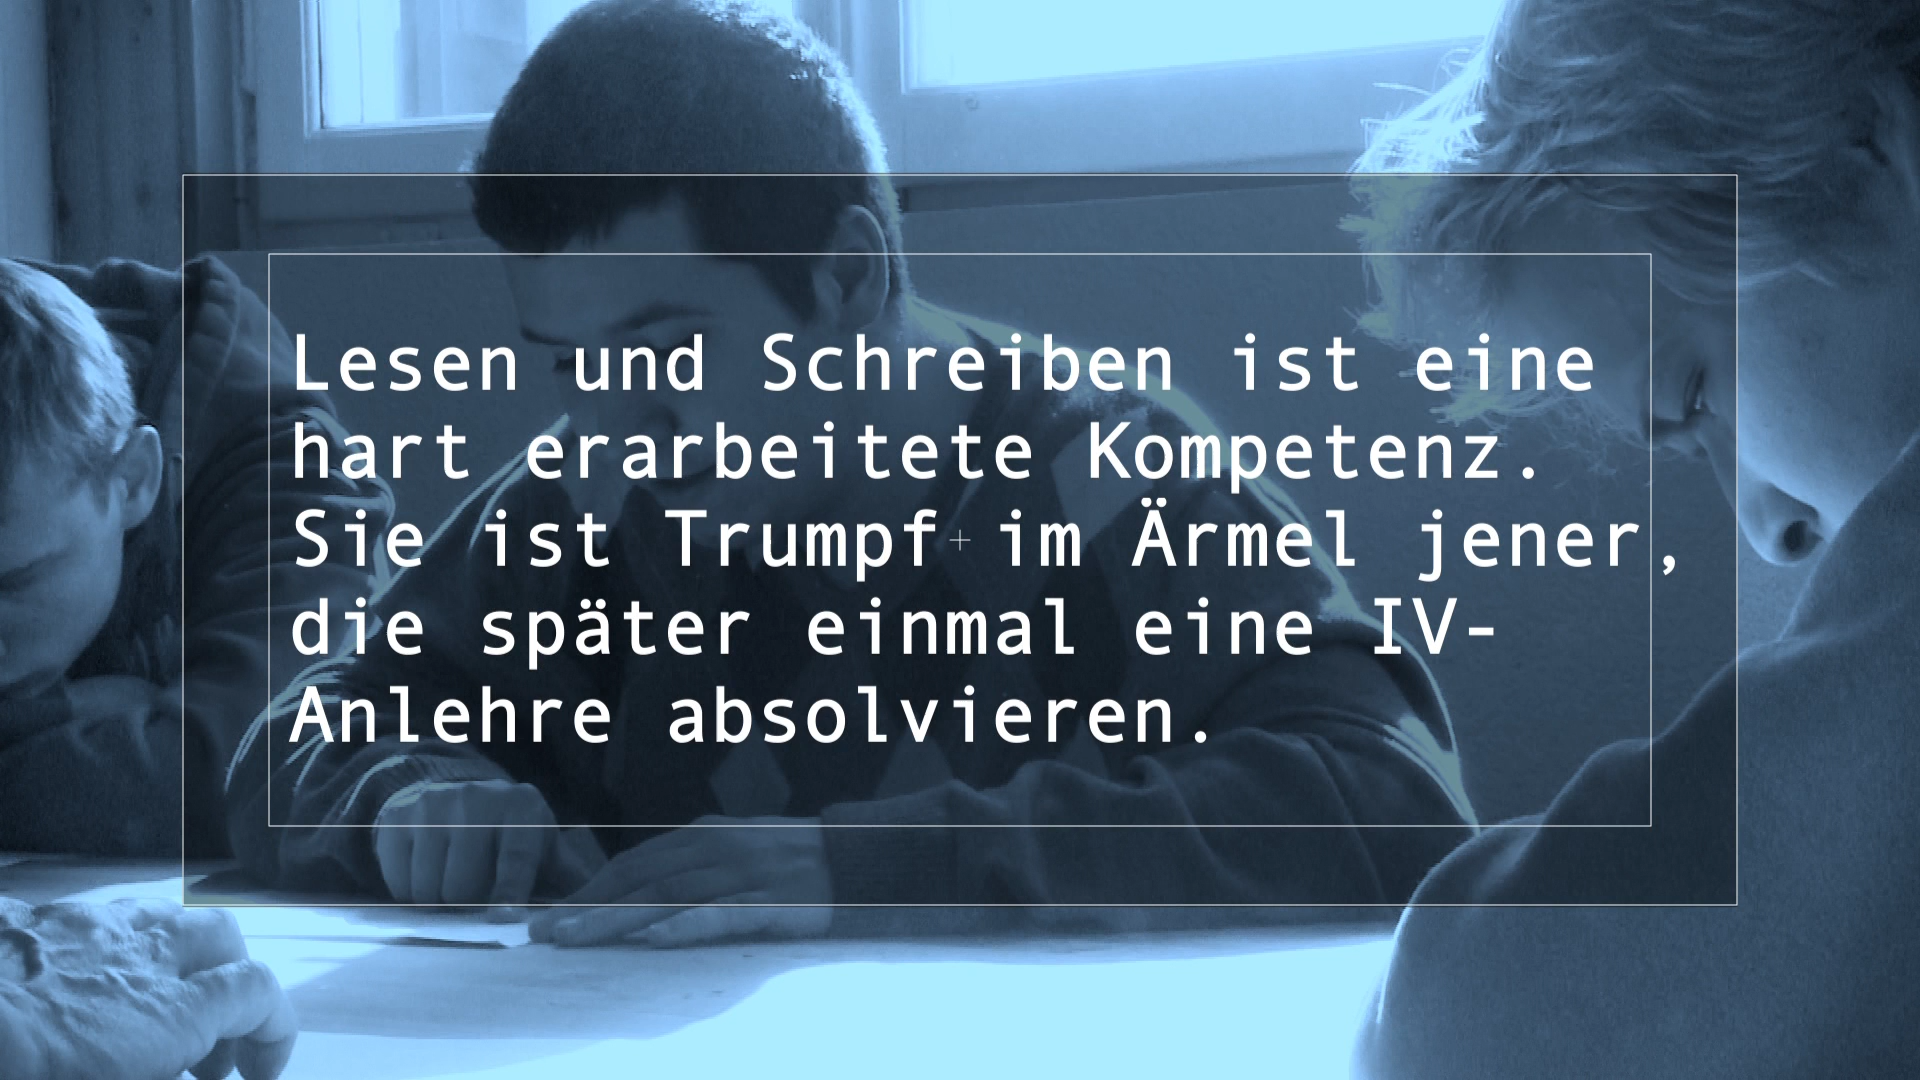 Lesen und Schreiben ist eine
hart erarbeitete Kompetenz.
Sie ist Trumpf im Ärmel jener,
die später einmal eine IV-
Anlehre absolvieren.